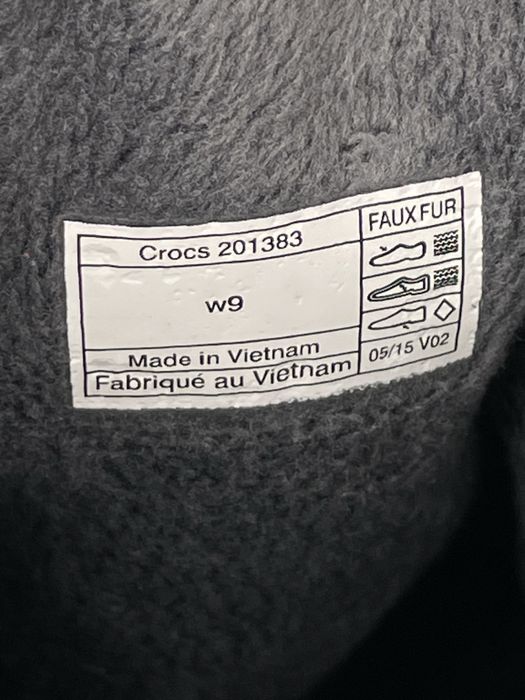 Crocs 201383
w9
Made in Vietnam
Fabriqué au Vietnam
FAUX FUR
05/15 V02